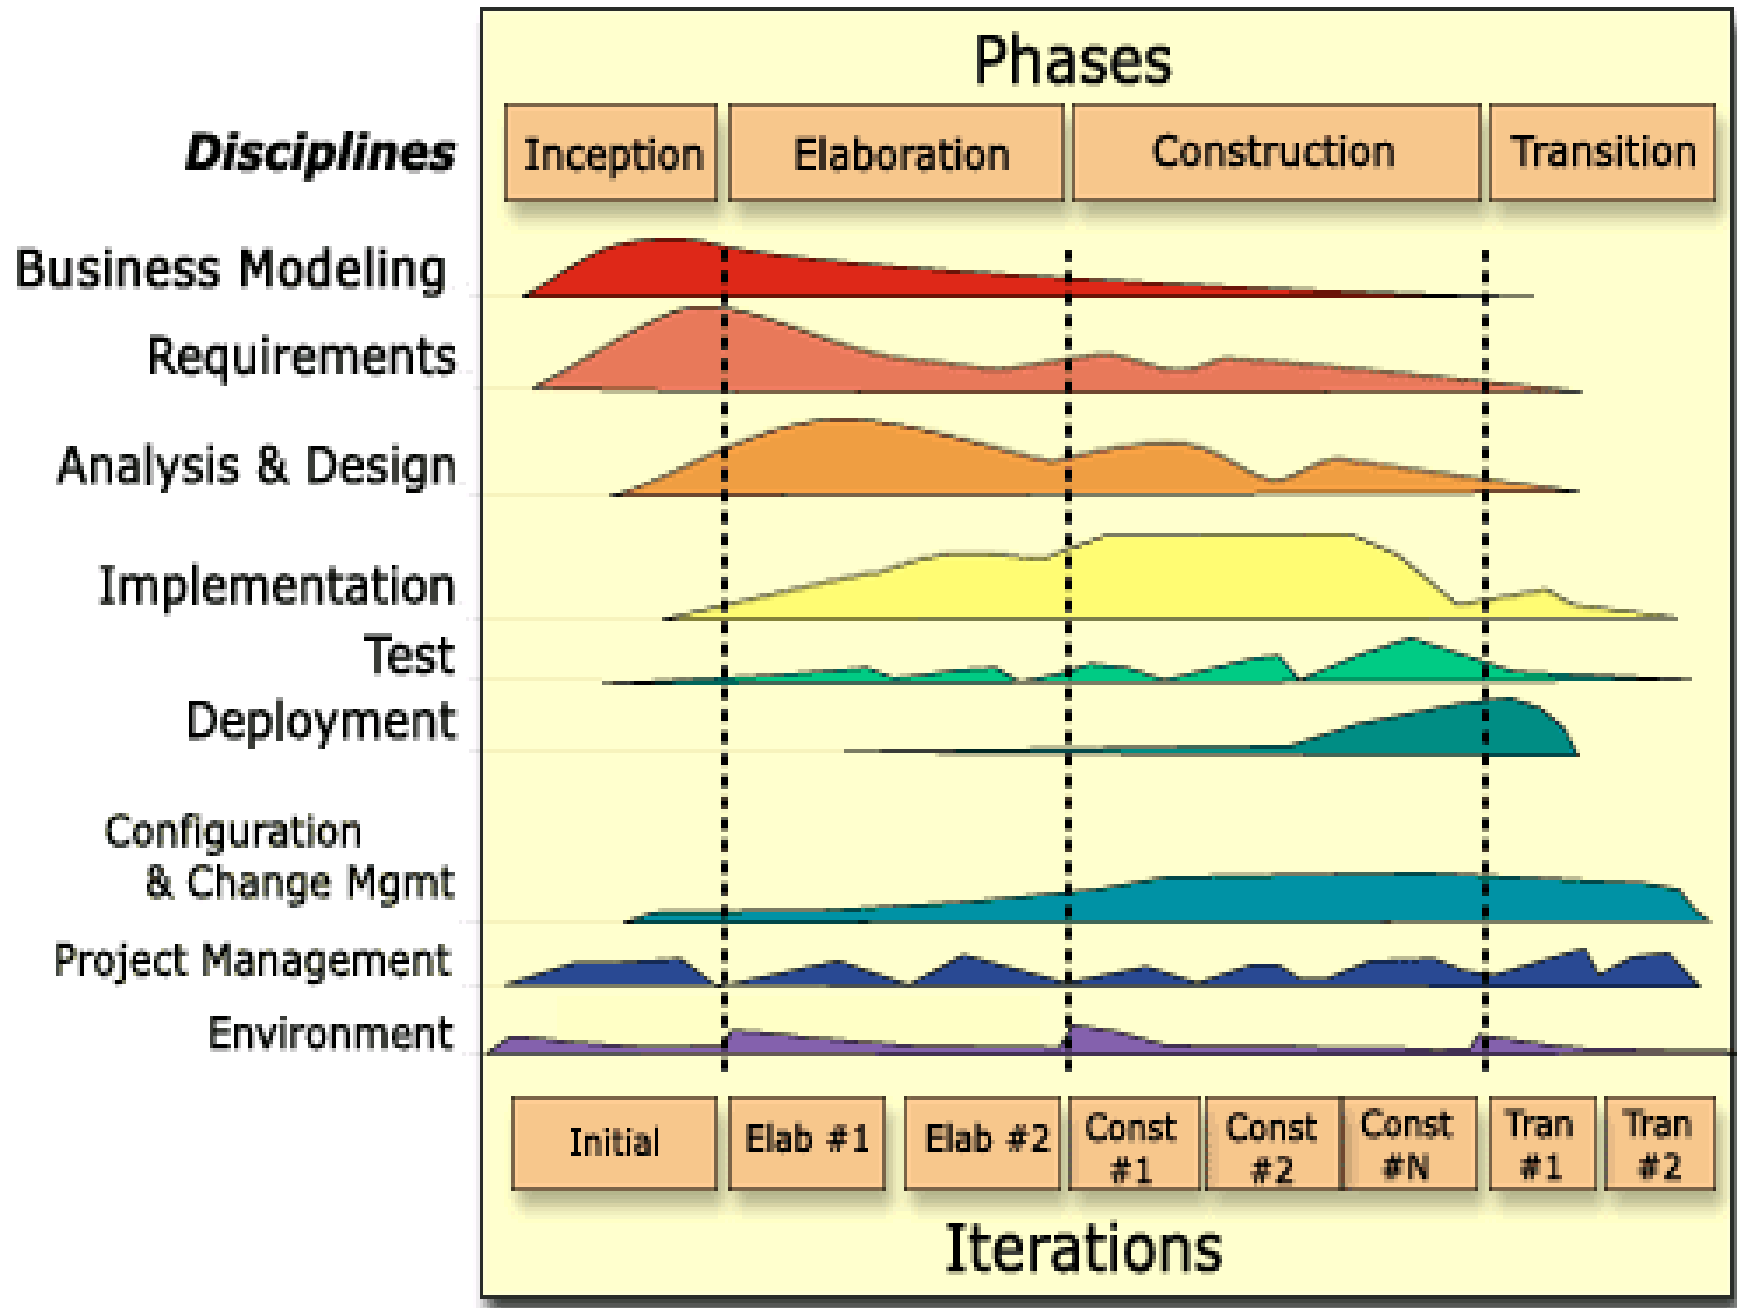 Phases
Disciplines
Inception
Elaboration
Construction
Transition
Business Modeling
Requirements
Analysis & Design
Implementation
Test
Deployment
Configuration
& Change Mgmt
Project Management
Environment
Initial
Elab #1
Elab #2
Const
#1
Const
#2
Const
#N
Tran
#1
Tran
#2
Iterations